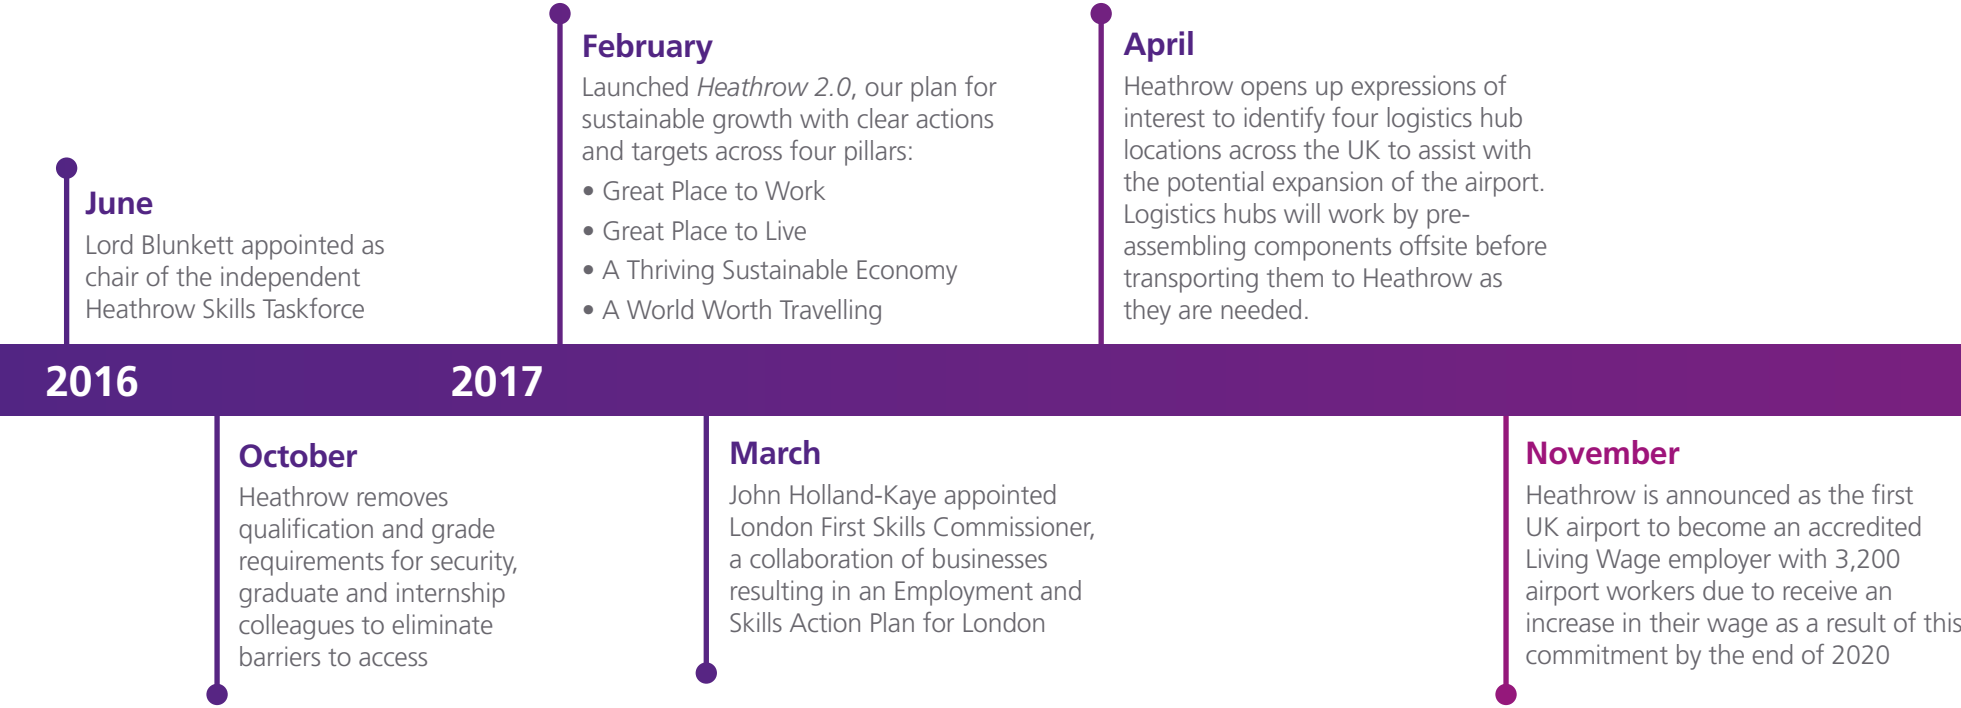 June
Lord Blunkett appointed as
chair of the independent
Heathrow Skills Taskforce
February
Launched Heathrow 2.0, our plan for
sustainable growth with clear actions
and targets across four pillars:
• Great Place to Work
• Great Place to Live
• A Thriving Sustainable Economy
• A World Worth Travelling
April
Heathrow opens up expressions of
interest to identify four logistics hub
locations across the UK to assist with
the potential expansion of the airport.
Logistics hubs will work by pre-
assembling components offsite before
transporting them to Heathrow as
they are needed.
2016
2017
October
Heathrow removes
qualification and grade
requirements for security,
graduate and internship
colleagues to eliminate
barriers to access
March
John Holland-Kaye appointed
London First Skills Commissioner,
a collaboration of businesses
resulting in an Employment and
Skills Action Plan for London
November
Heathrow is announced as the first
UK airport to become an accredited
Living Wage employer with 3,200
airport workers due to receive an
increase in their wage as a result of this
commitment by the end of 2020